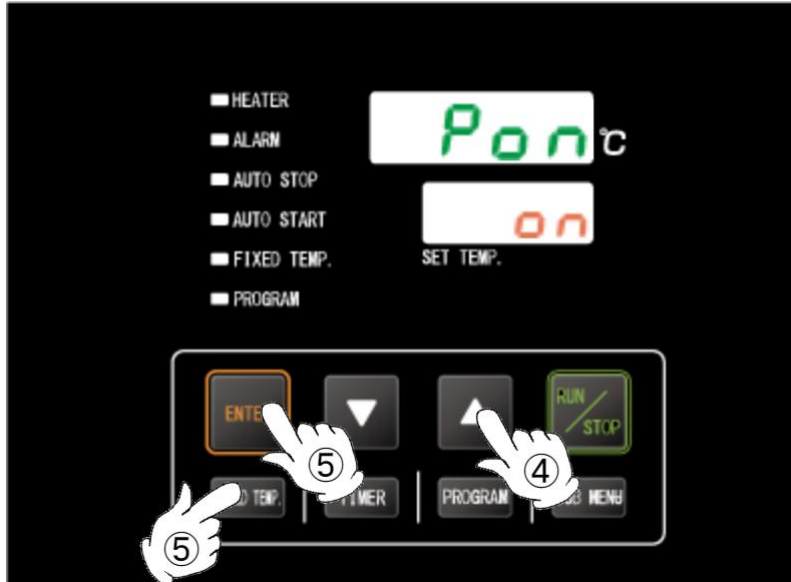 HEATER
ALARM
AUTO STOP
AUTO START
FIXED TEMP.
PROGRAM
Pon ℃
on
SET TEMP.
RUN/STOP
⑤
④
PROGRAM
MENU
⑤